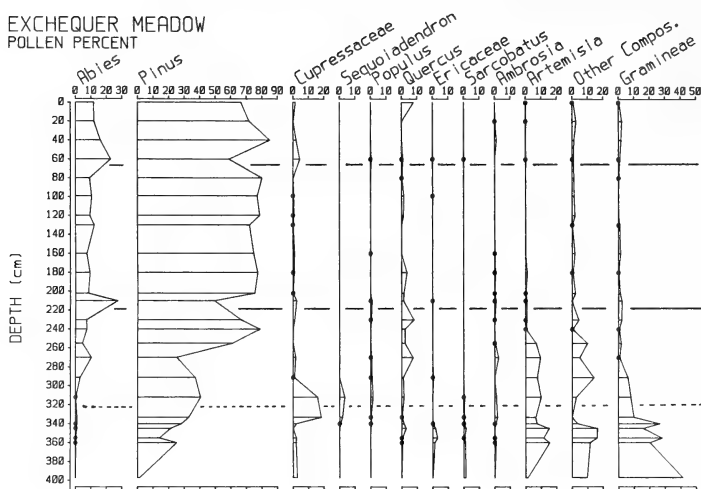 EXCHEQUER MEADOW
POLLEN PERCENT
Abies
Pinus
Cupressaceae
Sequoiadendron
Populus
Quercus
Ericaceae
Sarcobatus
Ambrosia
Artemisia
Other Compos.
Gramineae
0 10 20 30
0 10 20 30 40 50 60 70 80 90
0 10 20
0 10
0 10
0 10
0 10
0 10
0 10
0 10 20
0 10 20
0 10 20 30 40 50
DEPTH (cm)
0
20
40
60
80
100
120
140
160
180
200
220
240
260
280
300
320
340
360
380
400